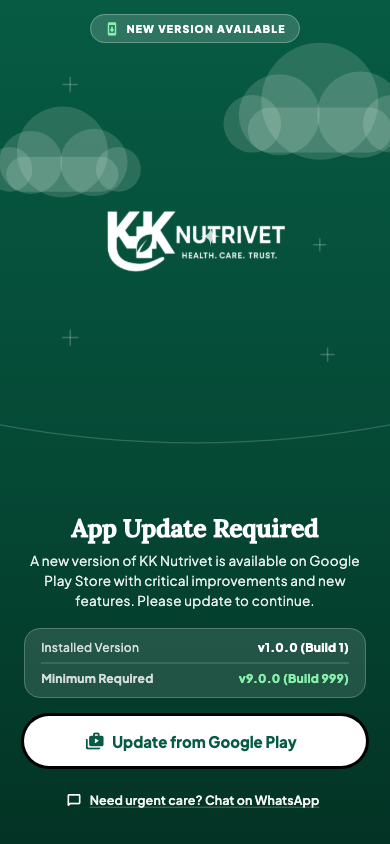 NEW VERSION AVAILABLE
KK NUTRIVET
HEALTH. CARE. TRUST.
App Update Required
A new version of KK Nutrivet is available on Google
Play Store with critical improvements and new
features. Please update to continue.
Installed Version v1.0.0 (Build 1)
Minimum Required v9.0.0 (Build 999)
Update from Google Play
Need urgent care? Chat on WhatsApp